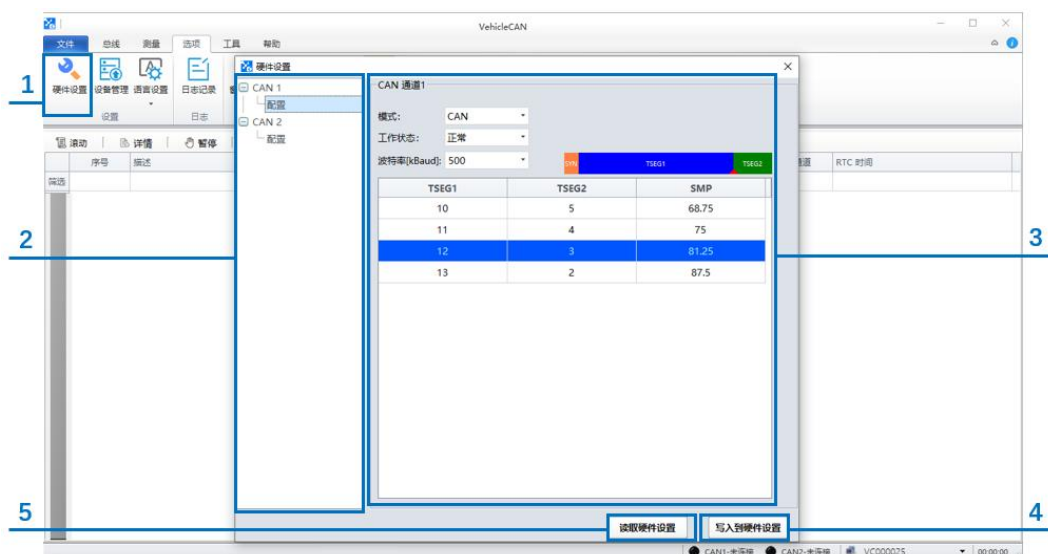 VehicleCAN
文件 总线 测量 选项 工具 帮助
1
硬件设置 设备管理 语言设置 日志记录
设置 日志
硬件设置
CAN 1
配置
CAN 2
配置
CAN 通道1
模式: CAN
工作状态: 正常
波特率[kBaud]: 500
SYN TSEG1 TSEG2
TSEG1 TSEG2 SMP
10 5 68.75
11 4 75
12 3 81.25
13 2 87.5
滚动 详情 暂停
序号 描述 通道 RTC 时间
筛选
2
3
5
4
读取硬件设置 写入到硬件设置
CAN1-未连接 CAN2-未连接 VC000025 00:00:00